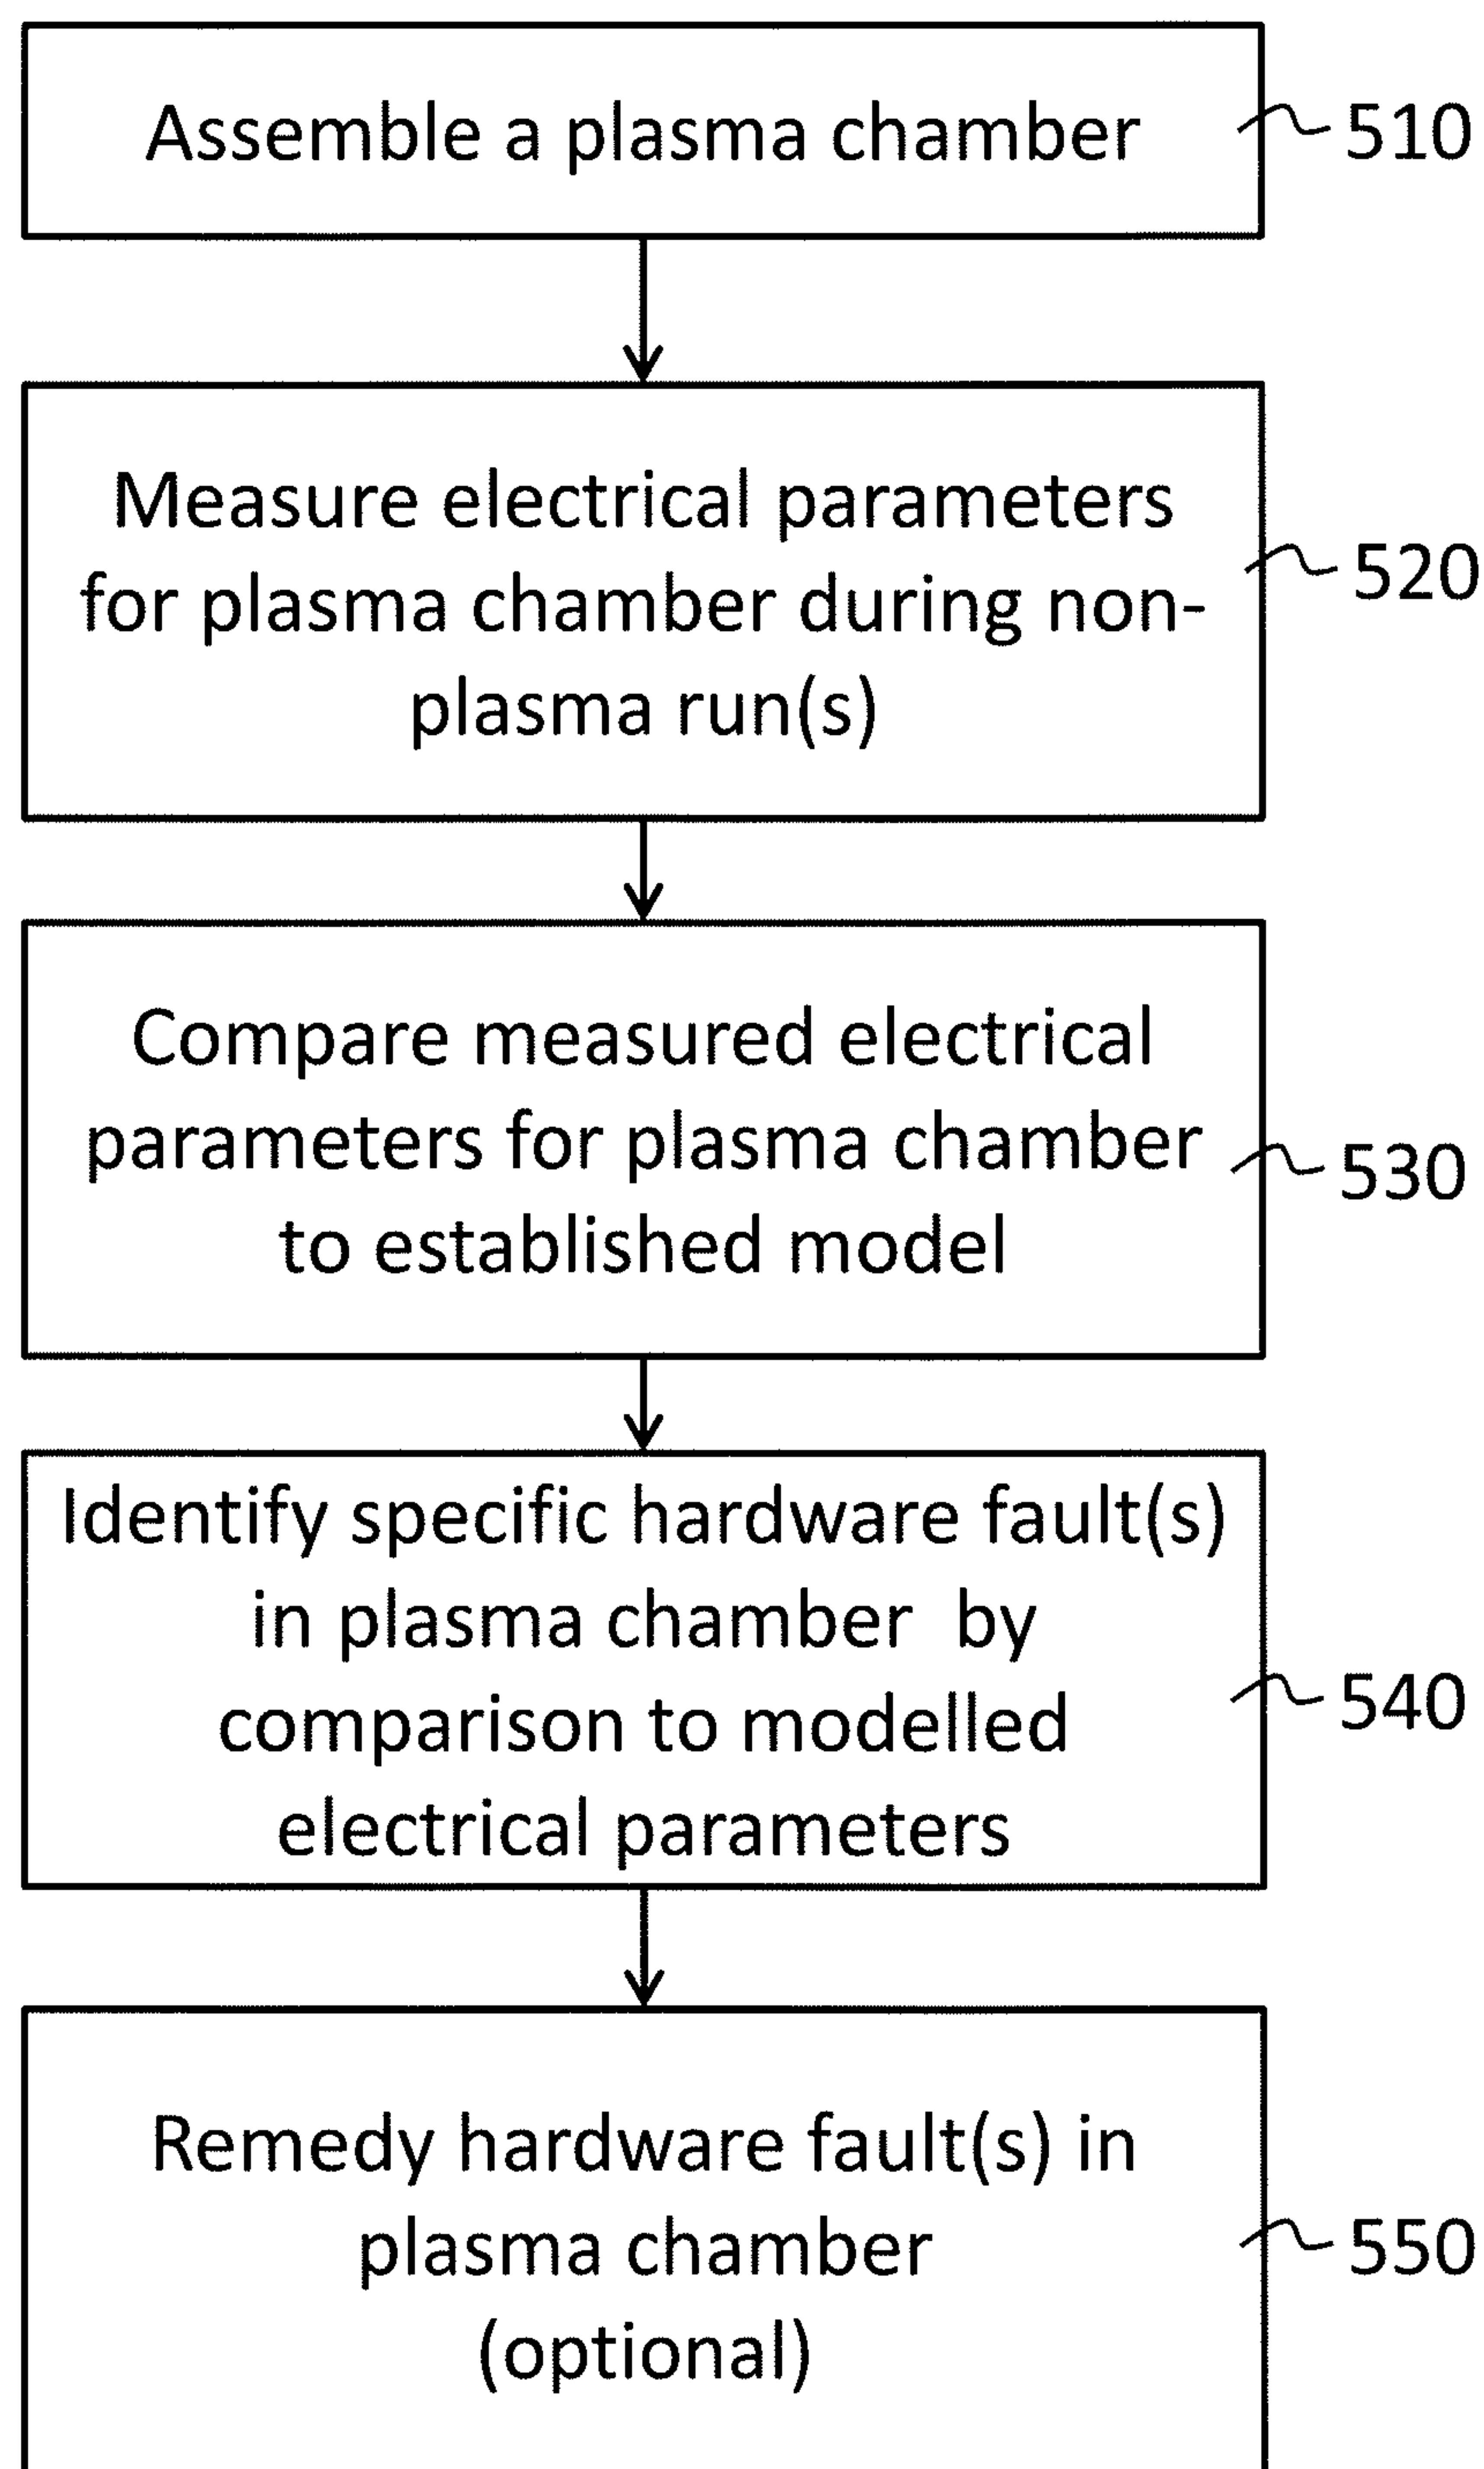 Assemble a plasma chamber
510
Measure electrical parameters
for plasma chamber during non-
plasma run(s)
520
Compare measured electrical
parameters for plasma chamber
to established model
530
Identify specific hardware fault(s)
in plasma chamber by
comparison to modelled
electrical parameters
540
Remedy hardware fault(s) in
plasma chamber
(optional)
550